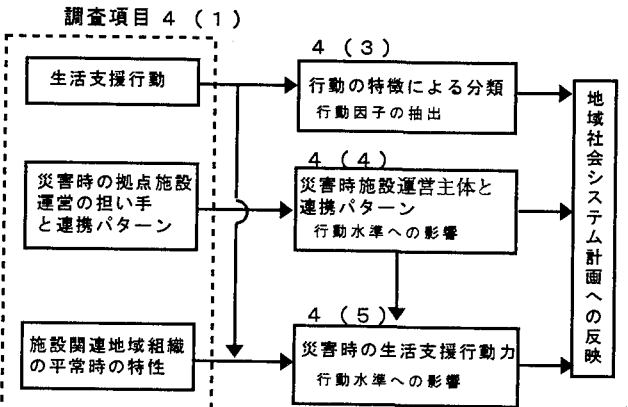 調査項目 4 (1)
生活支援行動
災害時の拠点施設
運営の担い手
と連携パターン
施設関連地域組織
の平常時の特性
4 (3)
行動の特徴による分類
行動因子の抽出
4 (4)
災害時施設運営主体と
連携パターン
行動水準への影響
4 (5)
災害時の生活支援行動力
行動水準への影響
地域社会システム計画への反映